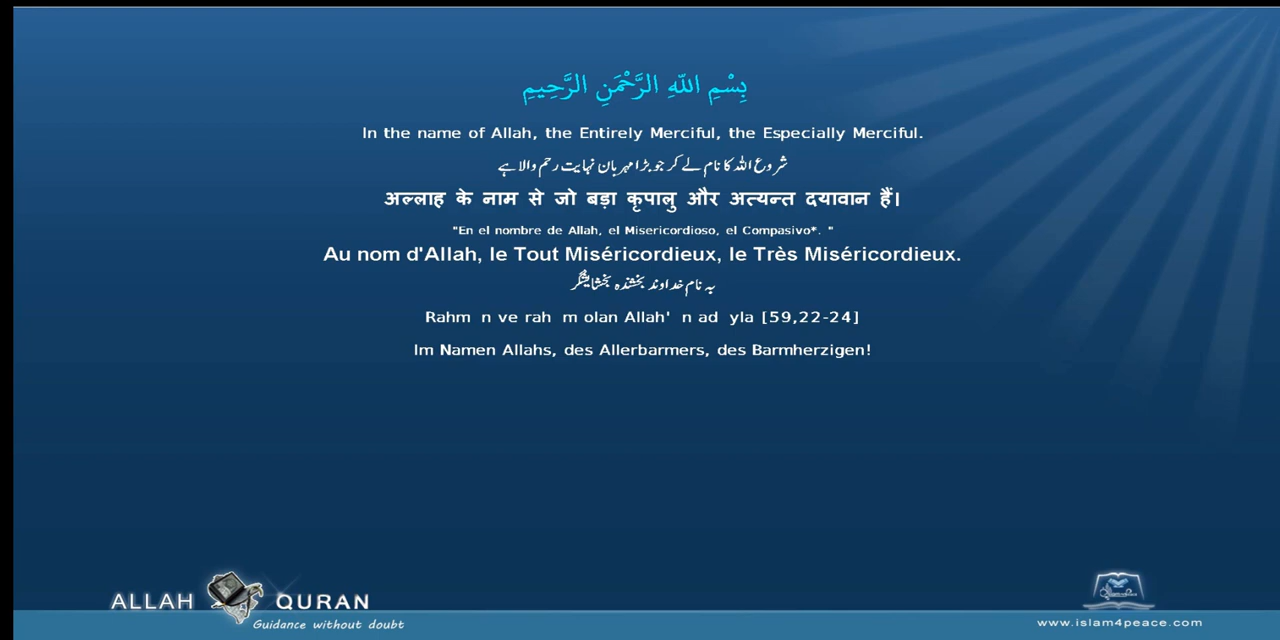 بِسْمِ اللَّهِ الرَّحْمَنِ الرَّحِيمِ
In the name of Allah, the Entirely Merciful, the Especially Merciful.
شروع اللہ کا نام لے کر جو بڑا مہربان نہایت رحم والا ہے
अल्लाह के नाम से जो बड़ा कृपालु और अत्यन्त दयावान हैं।
"En el nombre de Allah, el Misericordioso, el Compasivo*. "
Au nom d'Allah, le Tout Miséricordieux, le Très Miséricordieux.
به نام خداوند بخشنده بخشایشگر
Rahm n ve rah m olan Allah' n ad yla [59,22-24]
Im Namen Allahs, des Allerbarmers, des Barmherzigen!
ALLAH QURAN
Guidance without doubt
www.islam4peace.com